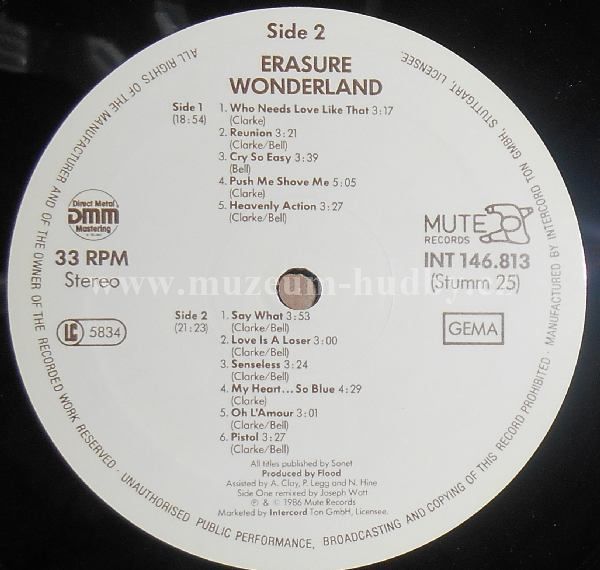 Side 2
ERASURE
WONDERLAND
Side 1
(18:54)
1. Who Needs Love Like That 3:17
(Clarke)
2. Reunion 3:21
(Clarke/Bell)
3. Cry So Easy 3:39
(Bell)
4. Push Me Shove Me 5:05
(Clarke)
5. Heavenly Action 3:27
(Clarke/Bell)
Direct Metal
DMM
Mastering
33 RPM
Stereo
MUTE
RECORDS
INT 146.813
(Stumm 25)
www.muzeum-hudby.cz
LC 5834
GEMA
Side 2
(21:23)
1. Say What 3:53
(Clarke/Bell)
2. Love Is A Loser 3:00
(Clarke/Bell)
3. Senseless 3:24
(Clarke/Bell)
4. My Heart... So Blue 4:29
(Clarke)
5. Oh L'Amour 3:01
(Clarke/Bell)
6. Pistol 3:27
(Clarke/Bell)
All titles published by Sonet
Produced by Flood
Assisted by A. Clay, P. Legg and N. Hine
Side One remixed by Joseph Watt
℗ & © 1986 Mute Records
Marketed by Intercord Ton GmbH, Licensee.
ALL RIGHTS OF THE MANUFACTURER AND OF THE OWNER OF THE RECORDED WORK RESERVED · UNAUTHORISED PUBLIC PERFORMANCE, BROADCASTING AND COPYING OF THIS RECORD PROHIBITED · MANUFACTURED BY INTERCORD TON GMBH, STUTTGART, LICENSEE.